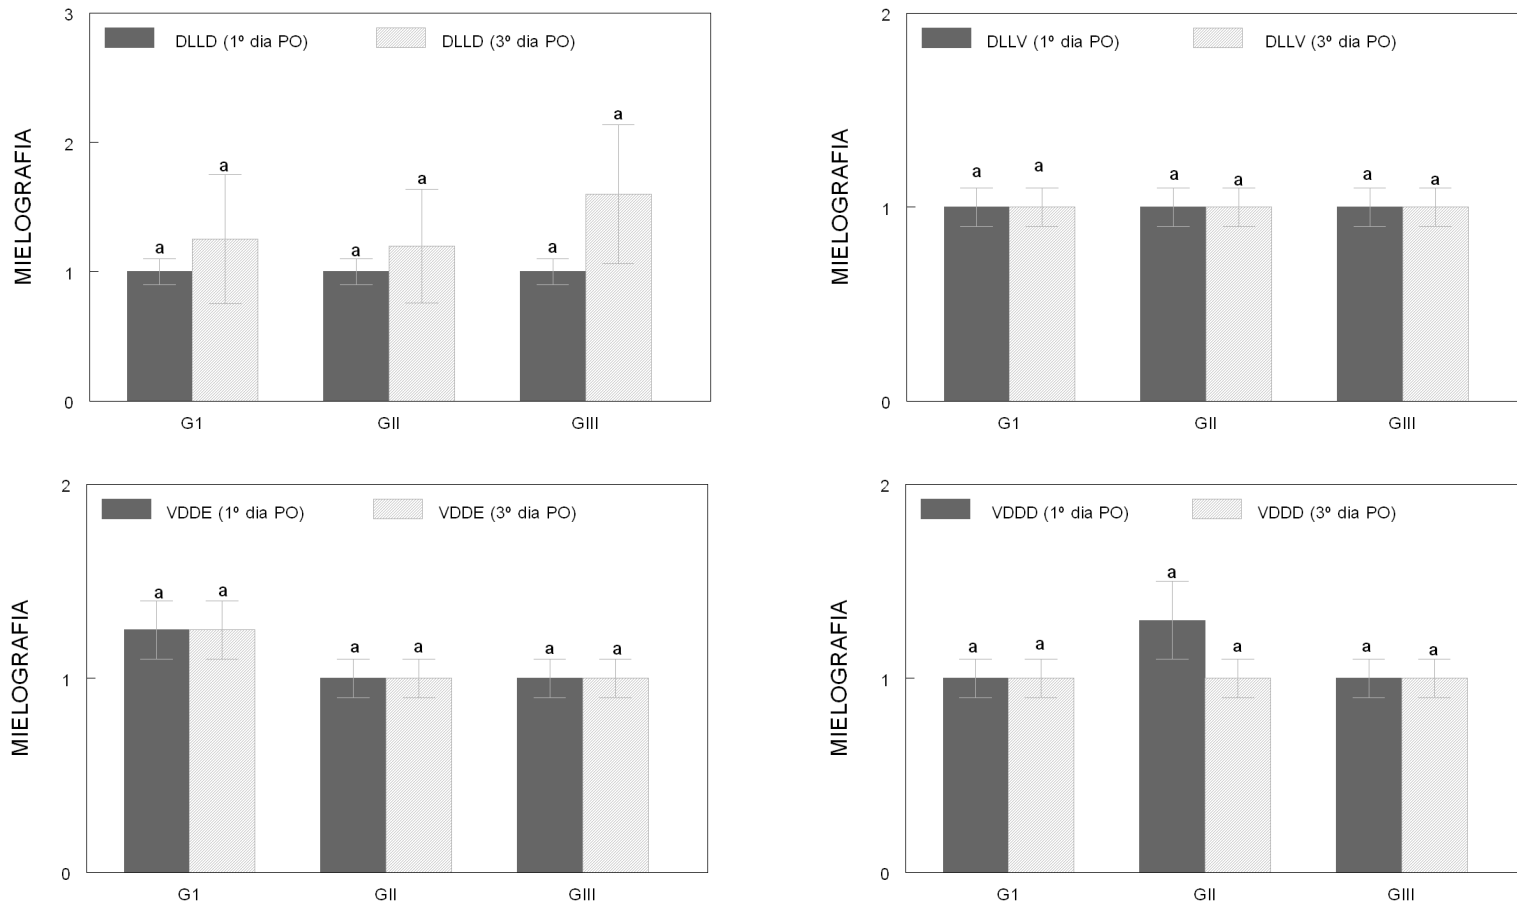 3
DLLD (1º dia PO)
DLLD (3º dia PO)
2
1
0
MIELOGRAFIA
a
a
a
a
a
a
G1
GII
GIII
2
DLLV (1º dia PO)
DLLV (3º dia PO)
1
0
MIELOGRAFIA
a
a
a
a
a
a
G1
GII
GIII
2
VDDE (1º dia PO)
VDDE (3º dia PO)
1
0
MIELOGRAFIA
a
a
a
a
a
a
G1
GII
GIII
2
VDDD (1º dia PO)
VDDD (3º dia PO)
1
0
MIELOGRAFIA
a
a
a
a
a
a
G1
GII
GIII